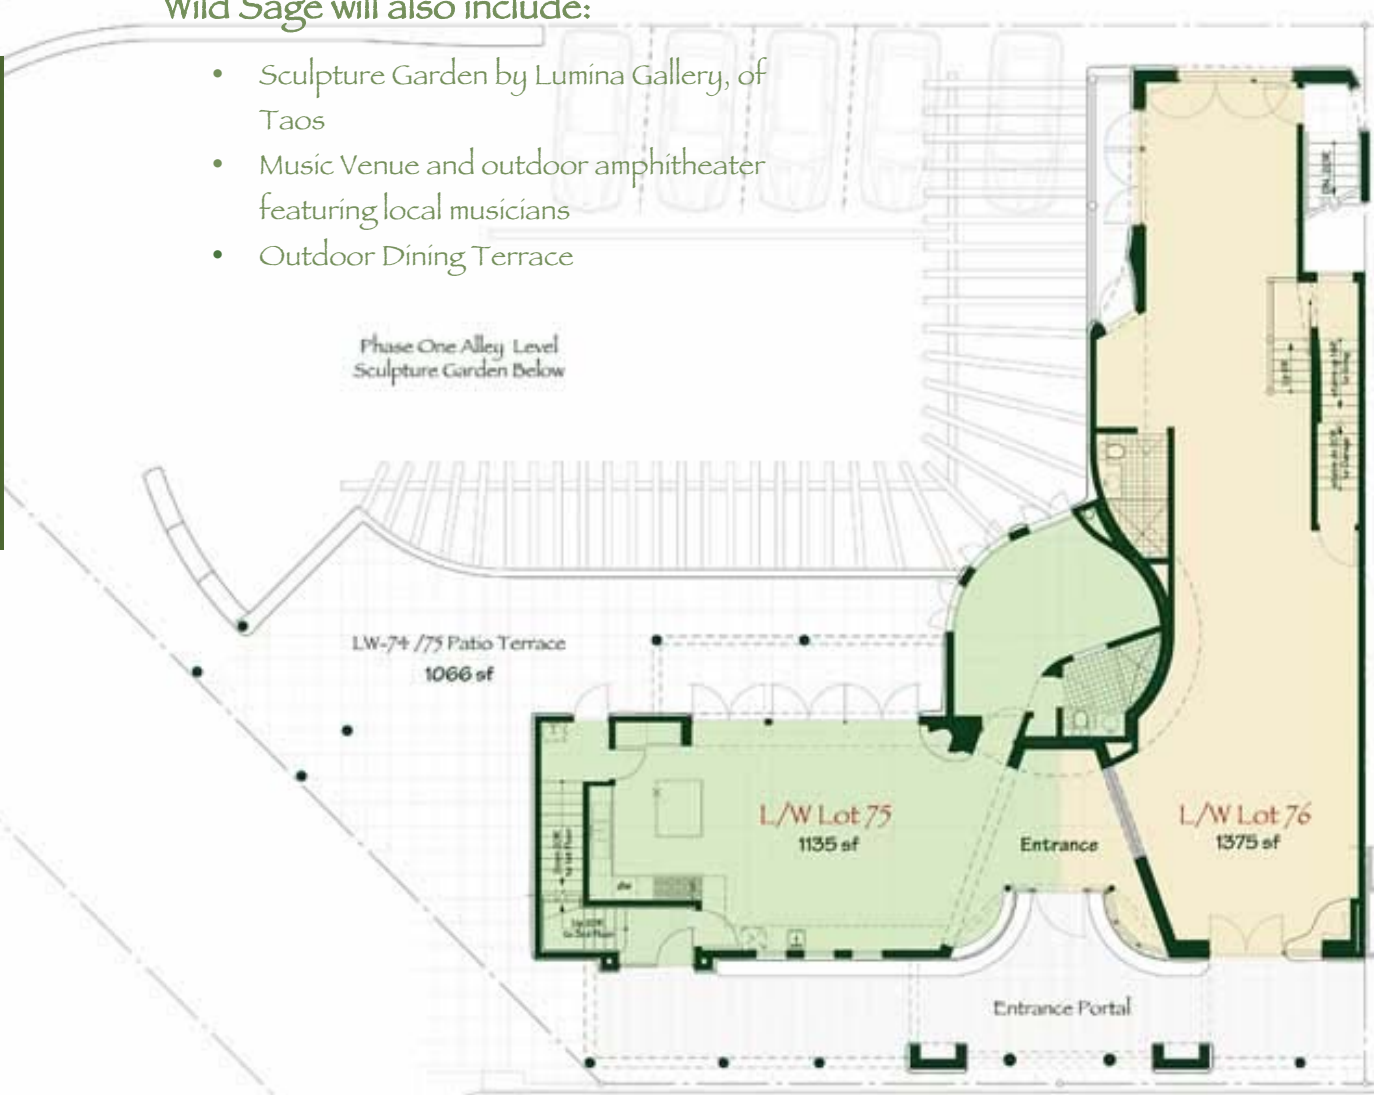 Wild Sage will also include:
• Sculpture Garden by Lumina Gallery, of
Taos
• Music Venue and outdoor amphitheater
featuring local musicians
• Outdoor Dining Terrace
Phase One Alley Level
Sculpture Garden Below
LW-74 /75 Patio Terrace
1066 sf
L/W Lot 75
1135 sf
Entrance
L/W Lot 76
1375 sf
dw
Entrance Portal